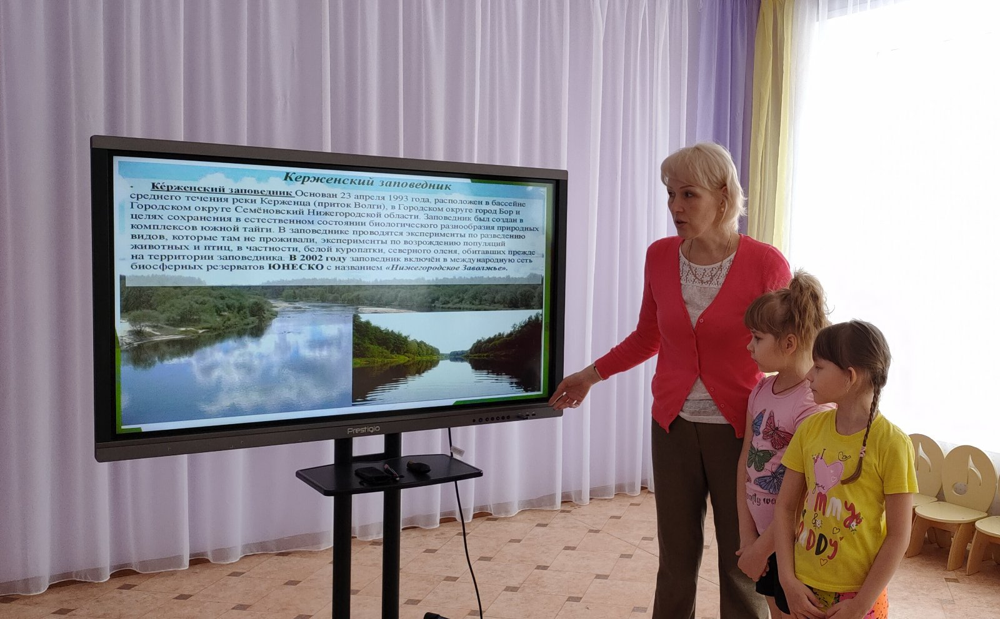 Керженский заповедник
• Ке́рженский заповедник Основан 23 апреля 1993 года, расположен в бассейне
среднего течения реки Керженца (приток Волги), в Городском округе город Бор и
Городском округе Семёновский Нижегородской области. Заповедник был создан в
целях сохранения в естественном состоянии биологического разнообразия природных
комплексов южной тайги. В заповеднике проводятся эксперименты по разведению
видов, которые там не проживали, эксперименты по возрождению популяций
животных и птиц, в частности, белой куропатки, северного оленя, обитавших прежде
на территории заповедника. В 2002 году заповедник включён в международную сеть
биосферных резерватов ЮНЕСКО с названием «Нижегородское Заволжье».
Prestigio
I
you
MMY
&
DADDY